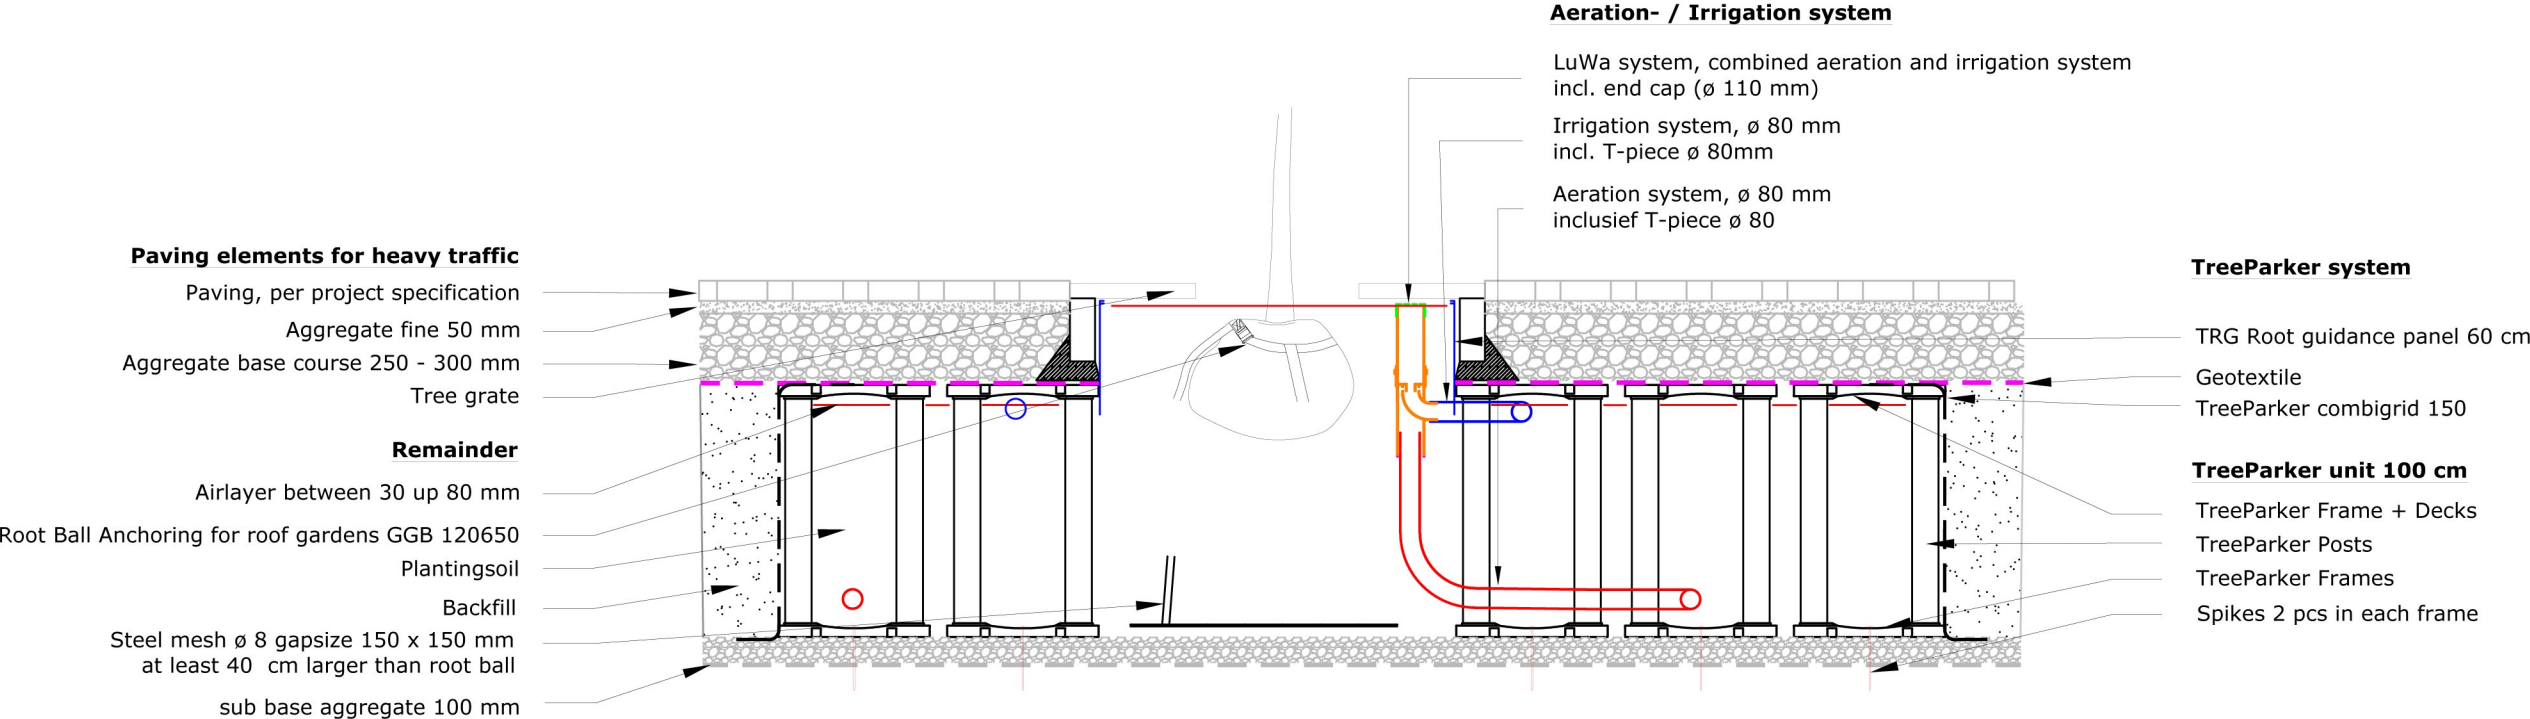 Aeration- / Irrigation system
LuWa system, combined aeration and irrigation system
incl. end cap (ø 110 mm)
Irrigation system, ø 80 mm
incl. T-piece ø 80mm
Aeration system, ø 80 mm
inclusief T-piece ø 80
Paving elements for heavy traffic
Paving, per project specification
Aggregate fine 50 mm
Aggregate base course 250 - 300 mm
Tree grate
Remainder
Airlayer between 30 up 80 mm
Root Ball Anchoring for roof gardens GGB 120650
Plantingsoil
Backfill
Steel mesh ø 8 gapsize 150 x 150 mm
at least 40 cm larger than root ball
sub base aggregate 100 mm
TreeParker system
TRG Root guidance panel 60 cm
Geotextile
TreeParker combigrid 150
TreeParker unit 100 cm
TreeParker Frame + Decks
TreeParker Posts
TreeParker Frames
Spikes 2 pcs in each frame